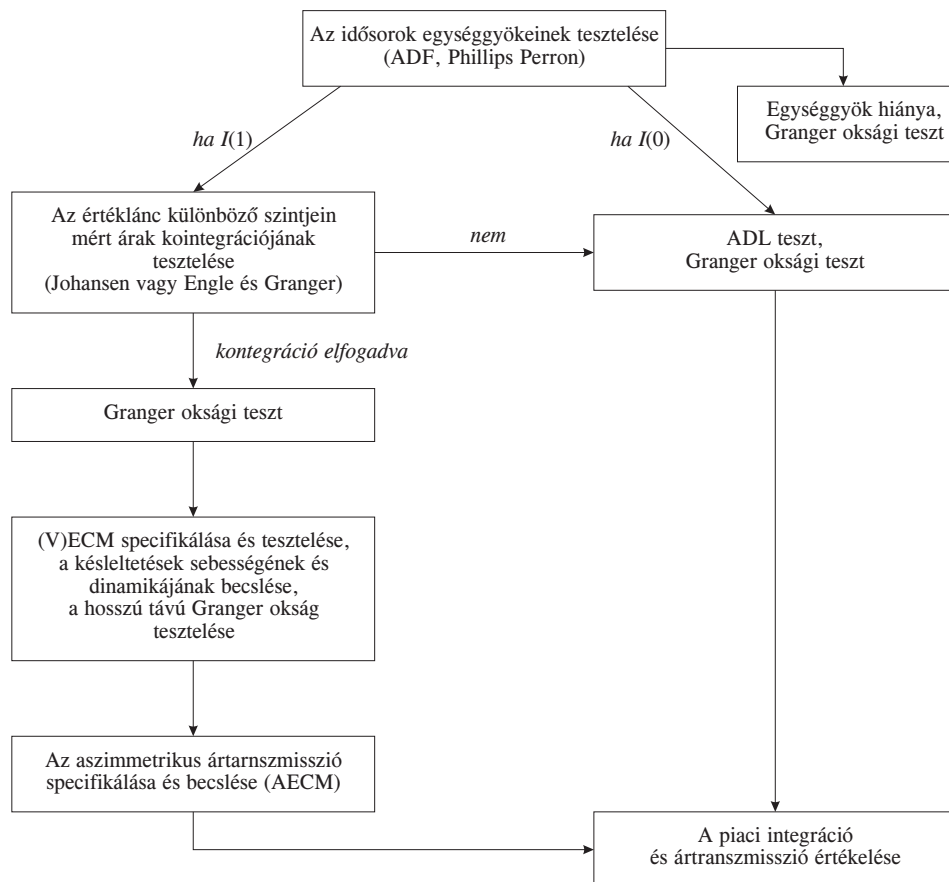 Az idősorok egységgyökeinek tesztelése
(ADF, Phillips Perron)
Egységgyök hiánya,
Granger oksági teszt
ha I(1)
ha I(0)
Az értéklánc különböző szintjein
mért árak kointegrációjának
tesztelése
(Johansen vagy Engle és Granger)
nem
ADL teszt,
Granger oksági teszt
kontegráció elfogadva
Granger oksági teszt
(V)ECM specifikálása és tesztelése,
a késleltetések sebességének és
dinamikájának becslése,
a hosszú távú Granger okság
tesztelése
Az aszimmetrikus ártarnszmisszió
specifikálása és becslése (AECM)
A piaci integráció
és ártranszmisszió értékelése